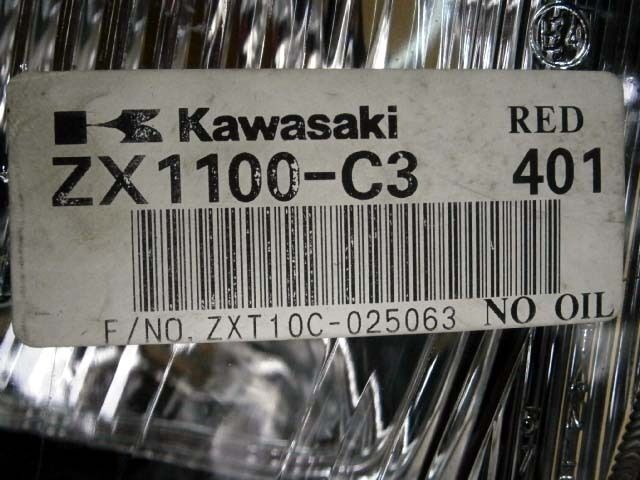 Kawasaki RED
ZX1100-C3 401
F/NO. ZXT10C-025063 NO OIL